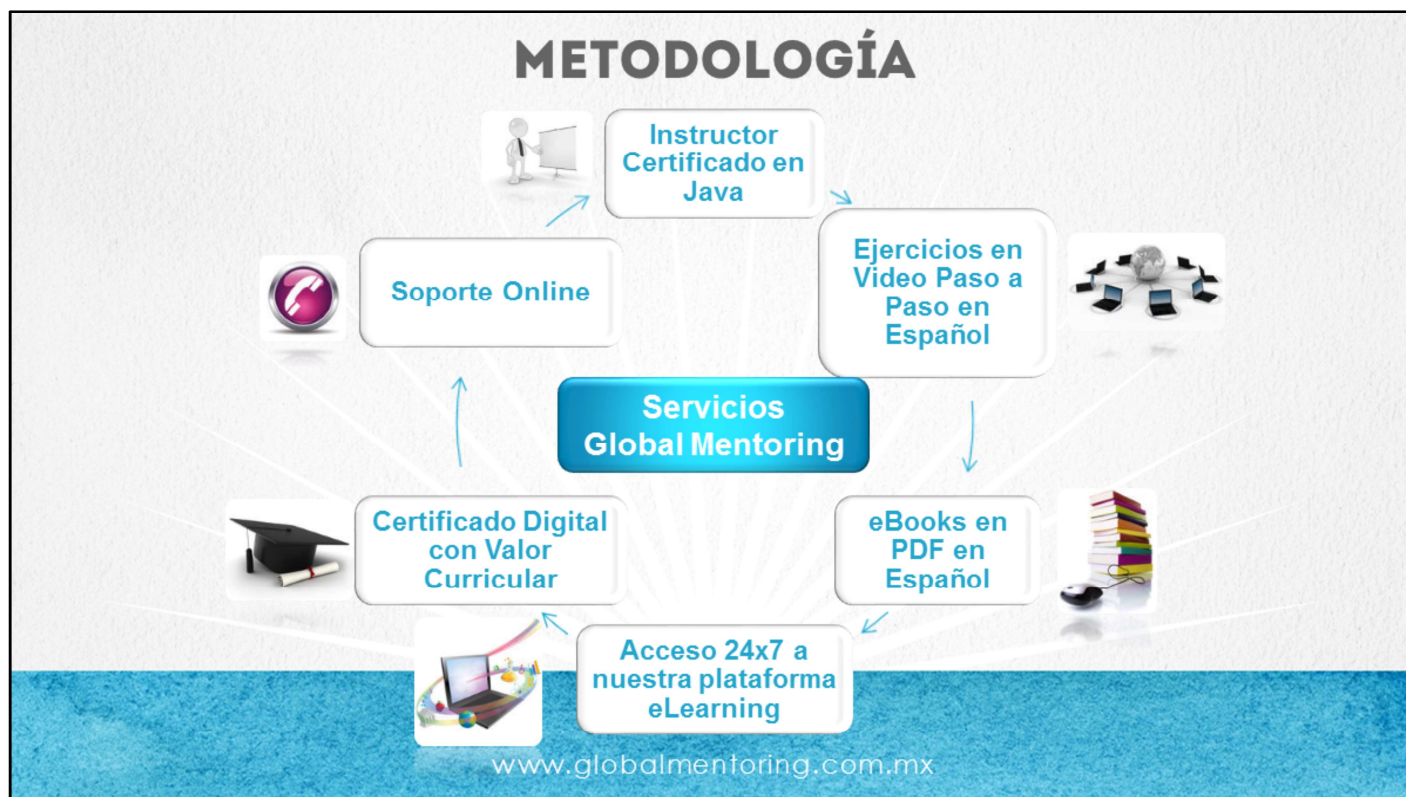 METODOLOGÍA
Instructor
Certificado en
Java
Ejercicios en
Video Paso a
Paso en
Español
eBooks en
PDF en
Español
Acceso 24x7 a
nuestra plataforma
eLearning
Certificado Digital
con Valor
Curricular
Soporte Online
Servicios
Global Mentoring
www.globalmentoring.com.mx